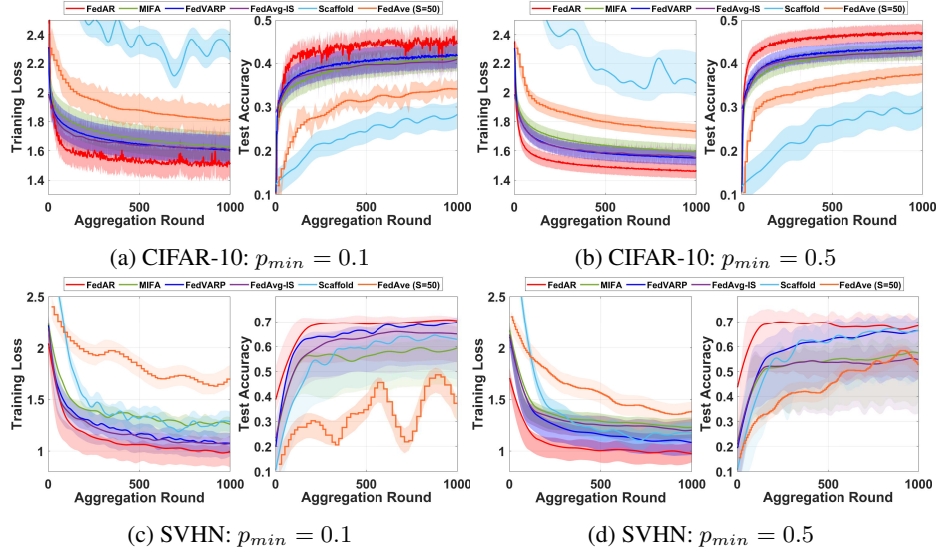 FedAR MIFA FedVARP FedAvg-IS Scaffold FedAve (S=50)
Trianing Loss
2.4
2.2
2
1.8
1.6
1.4
0 500 1000
Aggregation Round
Test Accuracy
0.5
0.4
0.3
0.2
0.1
0 500 1000
Aggregation Round
(a) CIFAR-10: p_min = 0.1
FedAR MIFA FedVARP FedAvg-IS Scaffold FedAve (S=50)
Training Loss
2.4
2.2
2
1.8
1.6
1.4
0 500 1000
Aggregation Round
Test Accuracy
0.5
0.4
0.3
0.2
0.1
0 500 1000
Aggregation Round
(b) CIFAR-10: p_min = 0.5
FedAR MIFA FedVARP FedAvg-IS Scaffold FedAve (S=50)
Training Loss
2.5
2
1.5
1
0 500 1000
Aggregation Round
Test Accuracy
0.7
0.6
0.5
0.4
0.3
0.2
0.1
0 500 1000
Aggregation Round
(c) SVHN: p_min = 0.1
FedAR MIFA FedVARP FedAvg-IS Scaffold FedAve (S=50)
Training Loss
2.5
2
1.5
1
0 500 1000
Aggregation Round
Test Accuracy
0.7
0.6
0.5
0.4
0.3
0.2
0.1
0 500 1000
Aggregation Round
(d) SVHN: p_min = 0.5